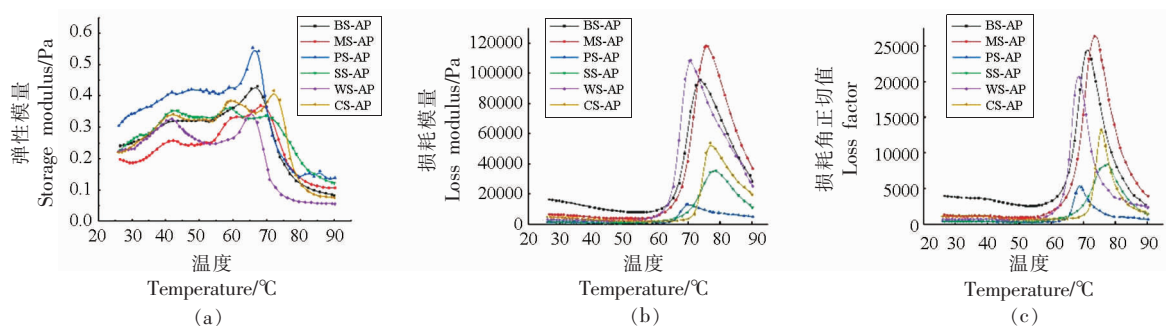 弹性模量
Storage modulus/Pa
0.6
0.5
0.4
0.3
0.2
0.1
0.0
20 30 40 50 60 70 80 90
BS-AP
MS-AP
PS-AP
SS-AP
WS-AP
CS-AP
温度
Temperature/℃
(a)
损耗模量
Loss modulus/Pa
120000
100000
80000
60000
40000
20000
0
20 30 40 50 60 70 80 90
BS-AP
MS-AP
PS-AP
SS-AP
WS-AP
CS-AP
温度
Temperature/℃
(b)
损耗角正切值
Loss factor
25000
20000
15000
10000
5000
0
20 30 40 50 60 70 80 90
BS-AP
MS-AP
PS-AP
SS-AP
WS-AP
CS-AP
温度
Temperature/℃
(c)